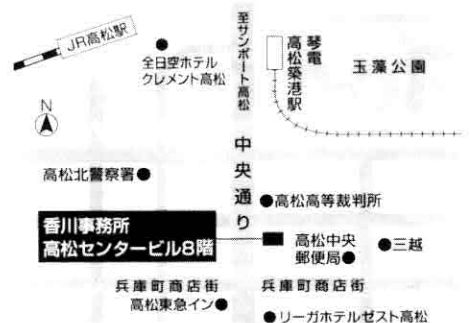 JR高松駅
全日空ホテル
クレメント高松
至サンポート高松
琴電
高松築港駅
玉藻公園
N
中央通り
高松北警察署
高松高等裁判所
香川事務所
高松センタービル8階
高松中央
郵便局
三越
兵庫町商店街
兵庫町商店街
高松東急イン
リーガホテルゼスト高松